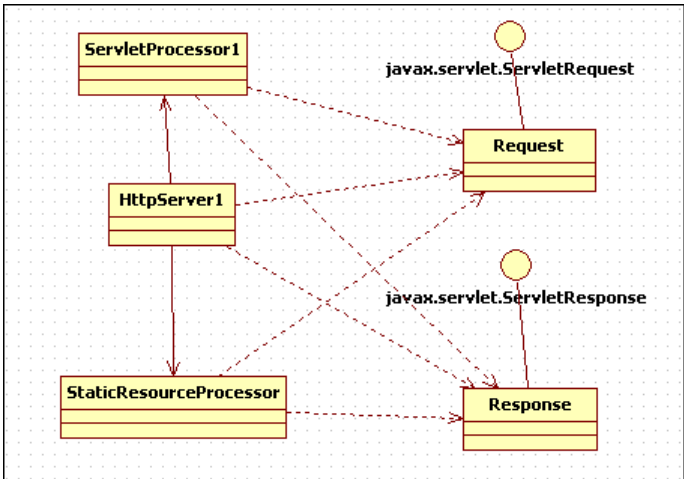 ServletProcessor1
javax.servlet.ServletRequest
Request
HttpServer1
javax.servlet.ServletResponse
StaticResourceProcessor
Response